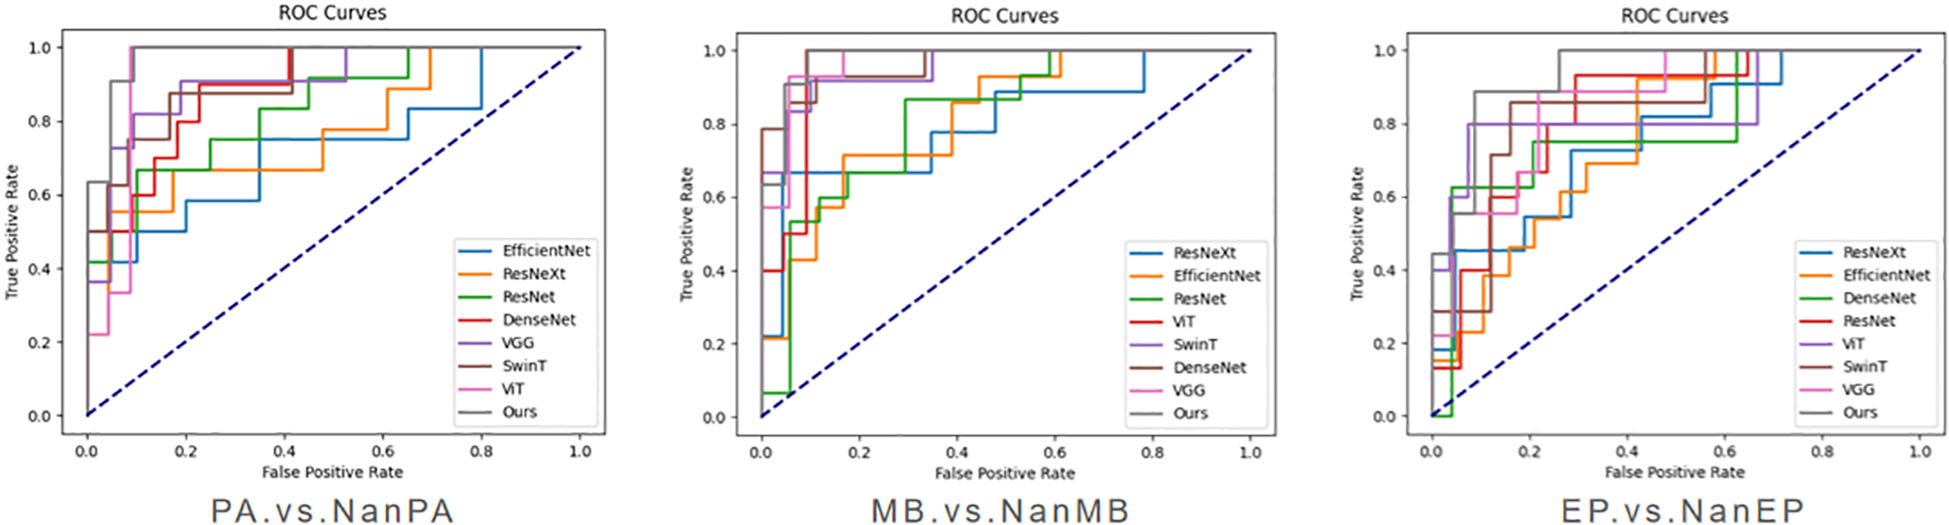 ROC Curves
True Positive Rate
1.0
0.8
0.6
0.4
0.2
0.0
EfficientNet
ResNeXt
ResNet
DenseNet
VGG
SwinT
ViT
Ours
0.0 0.2 0.4 0.6 0.8 1.0
False Positive Rate
PA.vs.NanPA
ROC Curves
True Positive Rate
1.0
0.8
0.6
0.4
0.2
0.0
ResNeXt
EfficientNet
ResNet
ViT
SwinT
DenseNet
VGG
Ours
0.0 0.2 0.4 0.6 0.8 1.0
False Positive Rate
MB.vs.NanMB
ROC Curves
True Positive Rate
1.0
0.8
0.6
0.4
0.2
0.0
ResNeXt
EfficientNet
DenseNet
ResNet
ViT
SwinT
VGG
Ours
0.0 0.2 0.4 0.6 0.8 1.0
False Positive Rate
EP.vs.NanEP